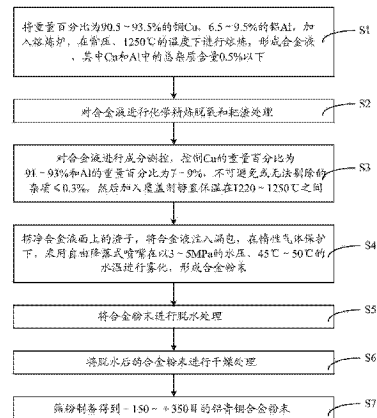 将重量百分比为90.5~93.5%的铜Cu，6.5~9.5%的铝Al，加
入熔炼炉，在常压、1250℃的温度下进行熔炼，形成合金液
，其中Cu和Al中的总杂质含量0.5%以下
S1
对合金液进行化学精炼脱氧和耙渣处理
S2
对合金液进行成分测控，控制Cu的重量百分比为
91~93%和Al的重量百分比为7~9%，不可避免或无法剔除的
杂质≤0.3%，然后加入覆盖剂静置保温在1220~1250℃之间
S3
捞净合金液面上的渣子，将合金液注入漏包，在惰性气体保护
下，采用自由降落式喷嘴在以3~5MPa的水压、45℃~50℃的
水温进行雾化，形成合金粉末
S4
将合金粉末进行脱水处理
S5
将脱水后的合金粉末进行干燥处理
S6
筛粉制备得到-150~+350目的铝青铜合金粉末
S7